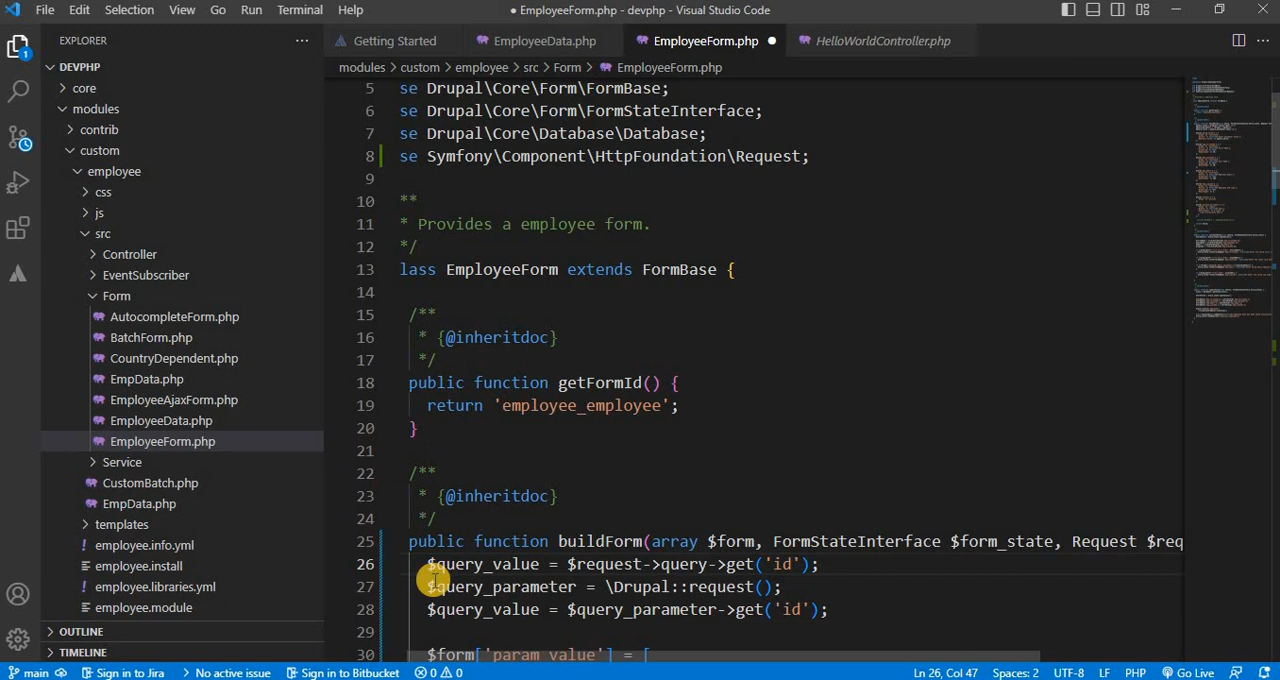 File Edit Selection View Go Run Terminal Help
● EmployeeForm.php - devphp - Visual Studio Code
EXPLORER
Getting Started
EmployeeData.php
EmployeeForm.php
HelloWorldController.php
DEVPHP
modules > custom > employee > src > Form > EmployeeForm.php
core
modules
contrib
custom
employee
css
js
src
Controller
EventSubscriber
Form
AutocompleteForm.php
BatchForm.php
CountryDependent.php
EmpData.php
EmployeeAjaxForm.php
EmployeeData.php
EmployeeForm.php
Service
CustomBatch.php
EmpData.php
templates
employee.info.yml
employee.install
employee.libraries.yml
employee.module
OUTLINE
TIMELINE
5 se Drupal\Core\Form\FormBase;
6 se Drupal\Core\Form\FormStateInterface;
7 se Drupal\Core\Database\Database;
8 se Symfony\Component\HttpFoundation\Request;
9
10 **
11 * Provides a employee form.
12 */
13 lass EmployeeForm extends FormBase {
14
15 /**
16 * {@inheritdoc}
17 */
18 public function getFormId() {
19 return 'employee_employee';
20 }
21
22 /**
23 * {@inheritdoc}
24 */
25 public function buildForm(array $form, FormStateInterface $form_state, Request $req
26 $query_value = $request->query->get('id');
27 $query_parameter = \Drupal::request();
28 $query_value = $query_parameter->get('id');
29
30 $form['param_value'] = [
1
main
Sign in to Jira
No active issue
Sign in to Bitbucket
0 0
Ln 26, Col 47
Spaces: 2
UTF-8
LF
PHP
Go Live